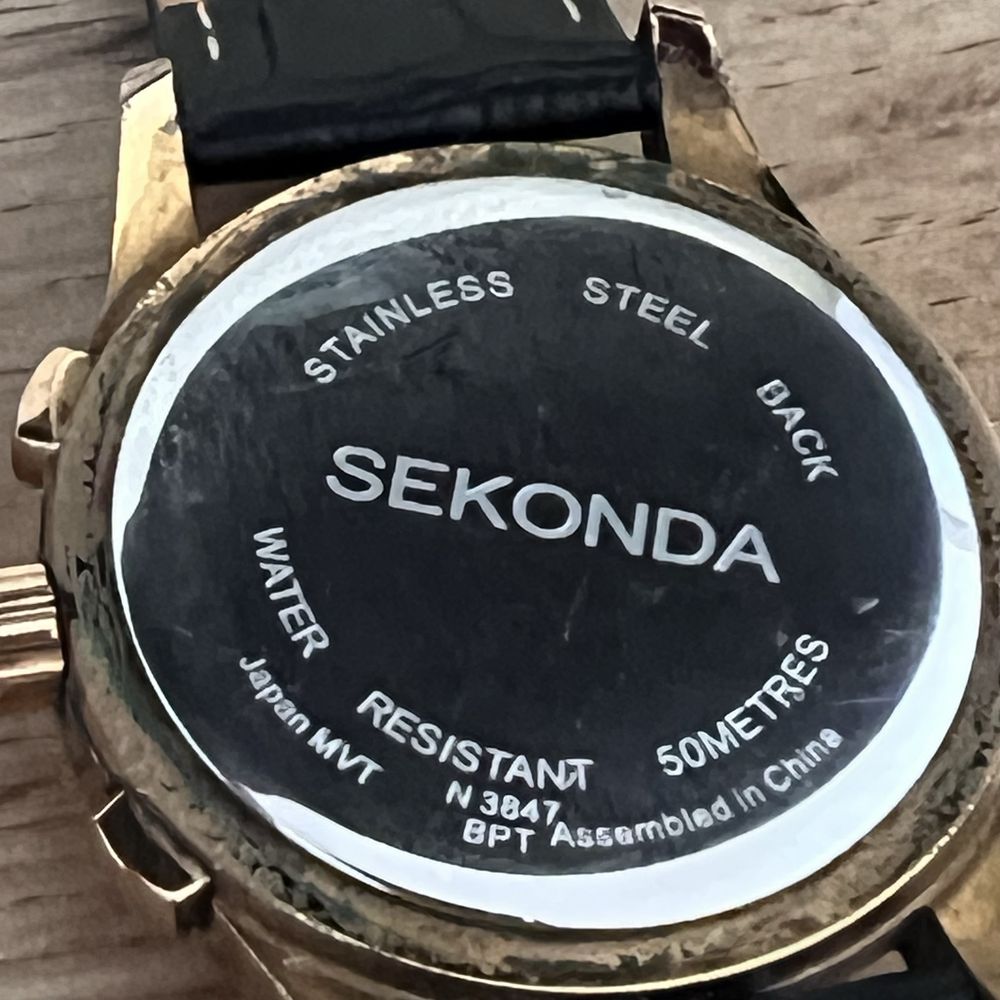 STAINLESS STEEL BACK
SEKONDA
WATER RESISTANT 50METRES
Japan MVT
N 3847
BPT
Assembled in China